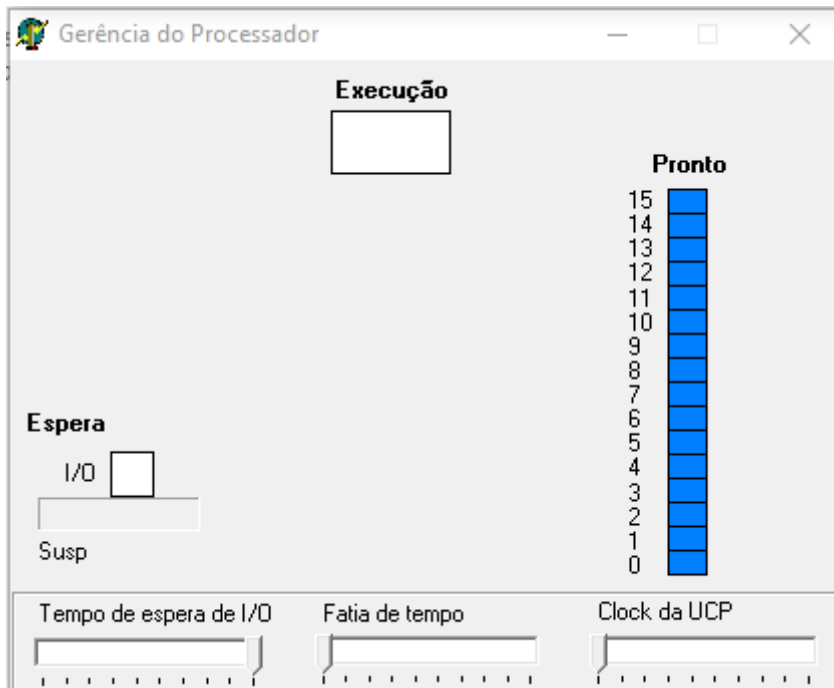 Gerência do Processador
Execução
Pronto
15
14
13
12
11
10
9
8
7
6
5
4
3
2
1
0
Espera
I/O
Susp
Tempo de espera de I/O
Fatia de tempo
Clock da UCP